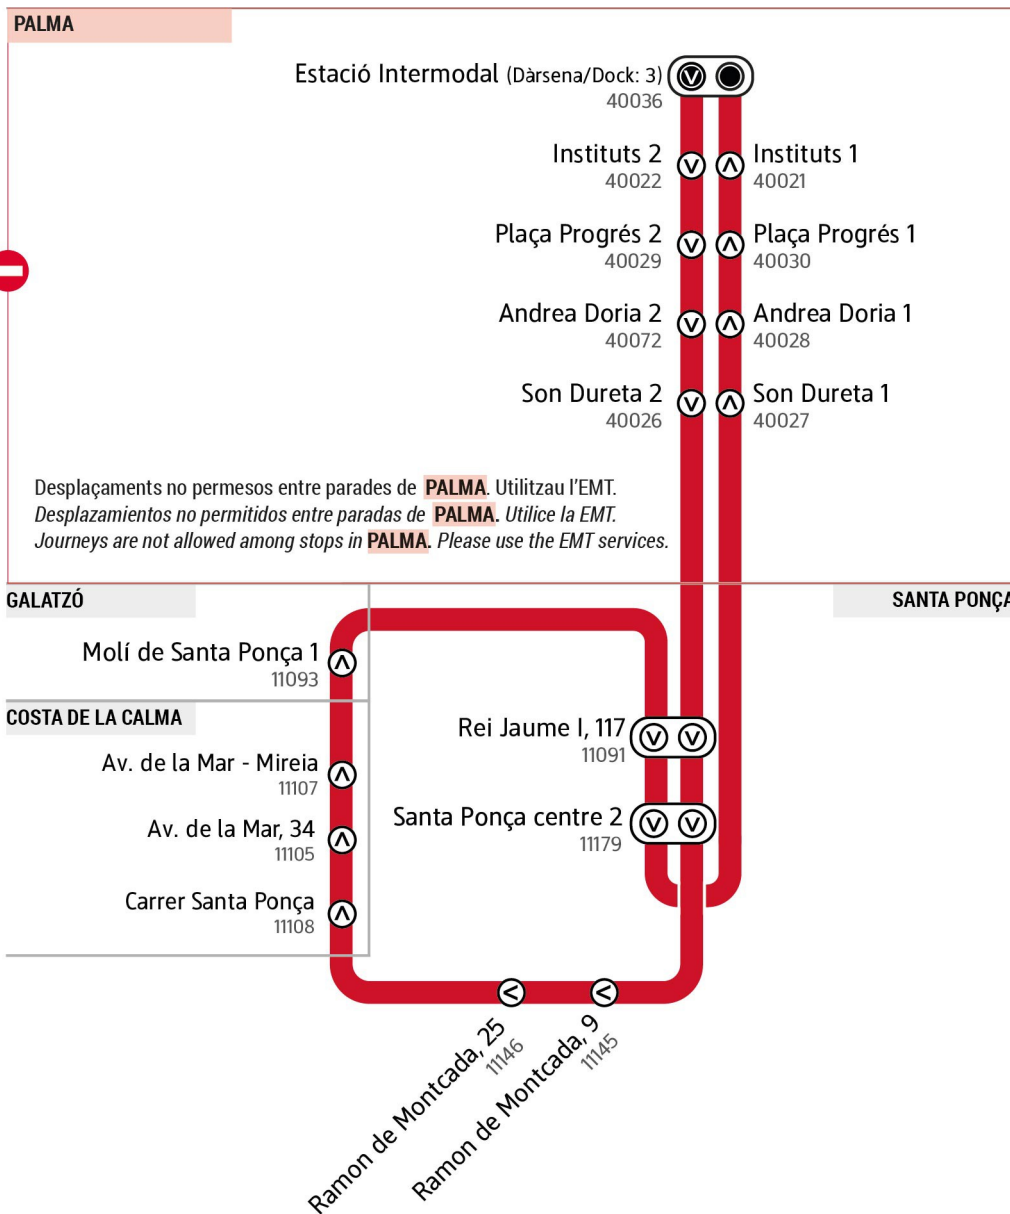 PALMA
Estació Intermodal (Dàrsena/Dock: 3)
40036
Instituts 2
40022
Instituts 1
40021
Plaça Progrés 2
40029
Plaça Progrés 1
40030
Andrea Doria 2
40072
Andrea Doria 1
40028
Son Dureta 2
40026
Son Dureta 1
40027
Desplaçaments no permesos entre parades de PALMA. Utilitzau l'EMT.
Desplazamientos no permitidos entre paradas de PALMA. Utilice la EMT.
Journeys are not allowed among stops in PALMA. Please use the EMT services.
GALATZÓ
SANTA PONÇA
Molí de Santa Ponça 1
11093
COSTA DE LA CALMA
Rei Jaume I, 117
11091
Av. de la Mar - Mireia
11107
Santa Ponça centre 2
11179
Av. de la Mar, 34
11105
Carrer Santa Ponça
11108
Ramon de Montcada, 25
11146
Ramon de Montcada, 9
11145